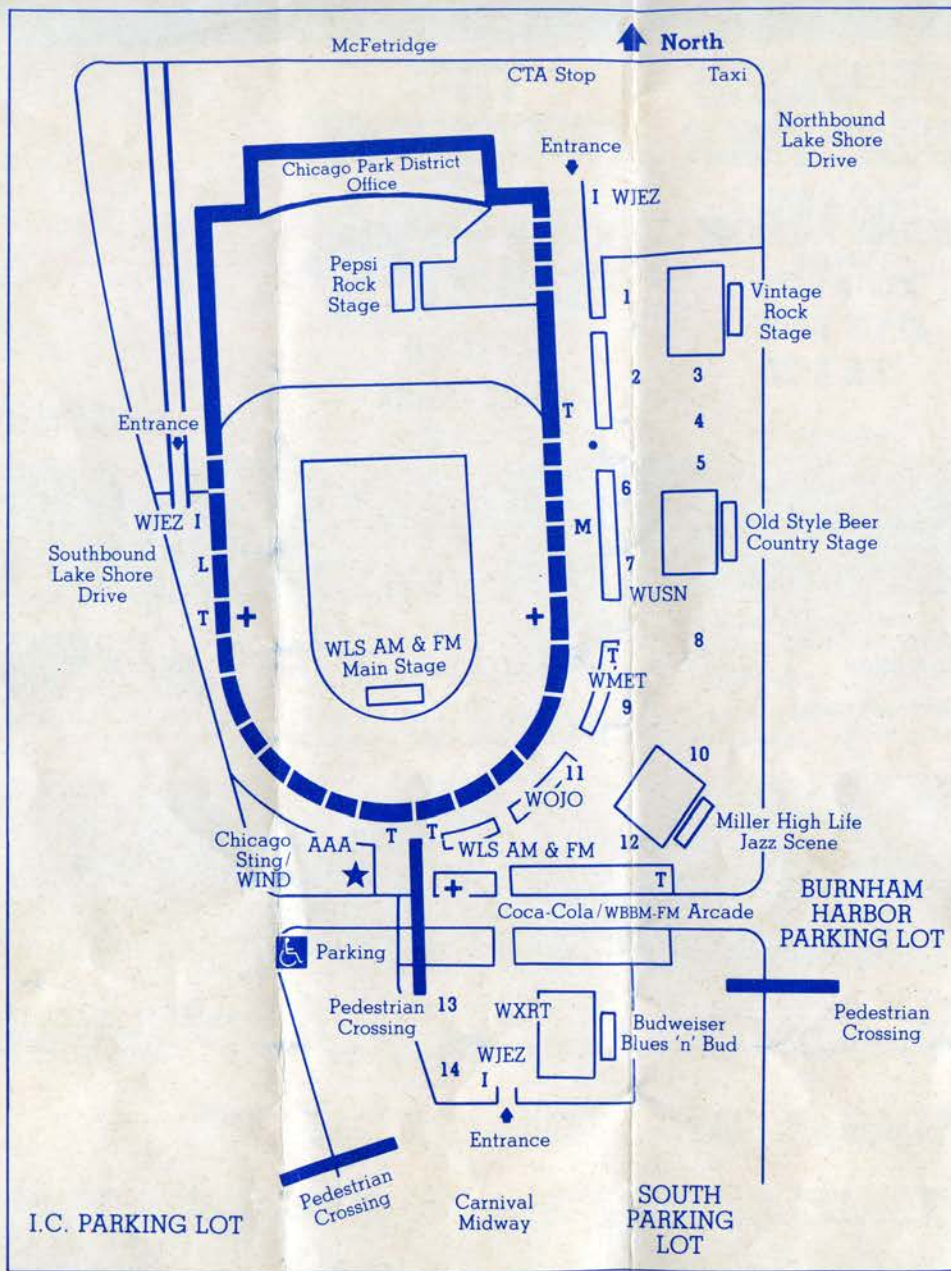 McFetridge
North
CTA Stop
Taxi
Northbound
Lake Shore
Drive
Entrance
Chicago Park District
Office
I WJEZ
Pepsi
Rock
Stage
1
Vintage
Rock
Stage
2
3
T
4
Entrance
5
6
WJEZ I
M
Old Style Beer
Country Stage
Southbound
Lake Shore
Drive
L
7
WUSN
T
WLS AM & FM
Main Stage
8
T
WMET
9
10
11
WOJO
Chicago
Sting/
WIND
AAA
T
T
WLS AM & FM
12
Miller High Life
Jazz Scene
T
Coca-Cola/WBBM-FM Arcade
BURNHAM
HARBOR
PARKING LOT
Parking
Pedestrian
Crossing
13
WXRT
Budweiser
Blues 'n' Bud
Pedestrian
Crossing
14
WJEZ
I
Entrance
Pedestrian
Crossing
Carnival
Midway
SOUTH
PARKING
LOT
I.C. PARKING LOT